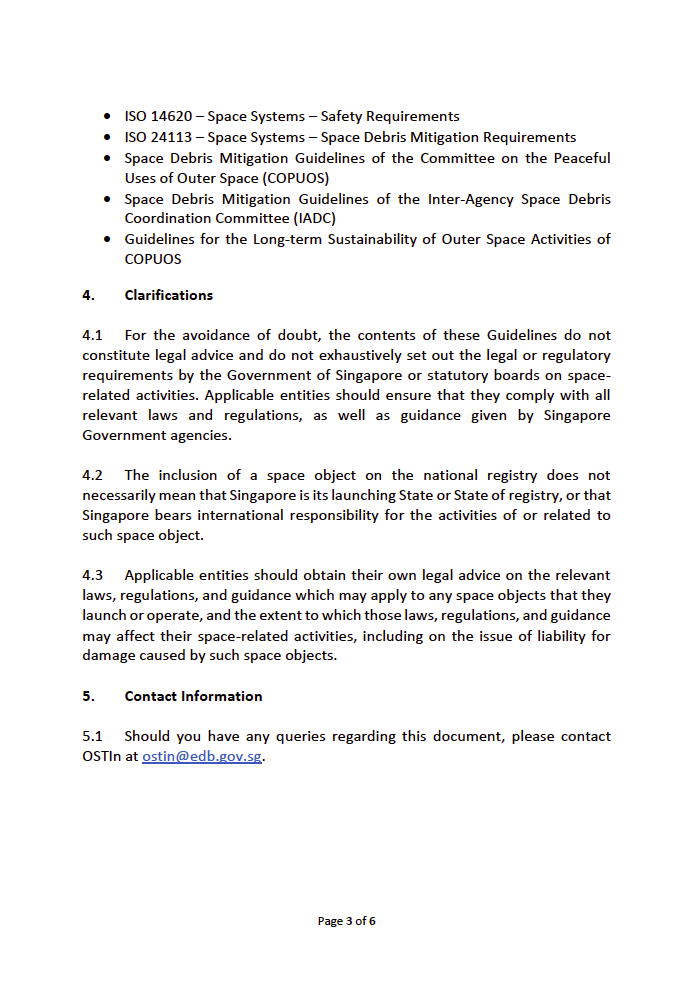 • ISO 14620 – Space Systems – Safety Requirements
• ISO 24113 – Space Systems – Space Debris Mitigation Requirements
• Space Debris Mitigation Guidelines of the Committee on the Peaceful
Uses of Outer Space (COPUOS)
• Space Debris Mitigation Guidelines of the Inter-Agency Space Debris
Coordination Committee (IADC)
• Guidelines for the Long-term Sustainability of Outer Space Activities of
COPUOS
4. Clarifications
4.1 For the avoidance of doubt, the contents of these Guidelines do not
constitute legal advice and do not exhaustively set out the legal or regulatory
requirements by the Government of Singapore or statutory boards on space-
related activities. Applicable entities should ensure that they comply with all
relevant laws and regulations, as well as guidance given by Singapore
Government agencies.
4.2 The inclusion of a space object on the national registry does not
necessarily mean that Singapore is its launching State or State of registry, or that
Singapore bears international responsibility for the activities of or related to
such space object.
4.3 Applicable entities should obtain their own legal advice on the relevant
laws, regulations, and guidance which may apply to any space objects that they
launch or operate, and the extent to which those laws, regulations, and guidance
may affect their space-related activities, including on the issue of liability for
damage caused by such space objects.
5. Contact Information
5.1 Should you have any queries regarding this document, please contact
OSTIn at ostin@edb.gov.sg.
Page 3 of 6